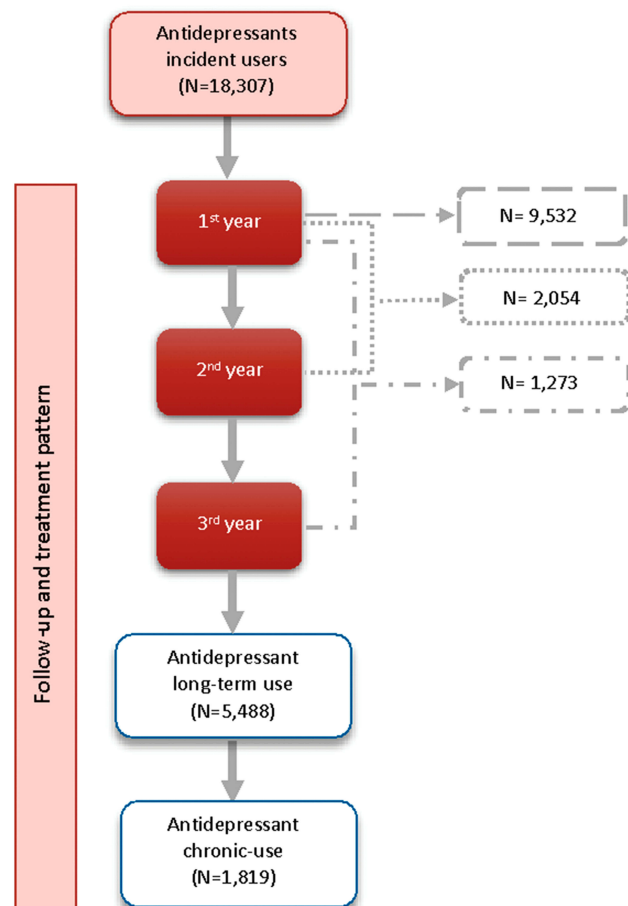 Antidepressants
incident users
(N=18,307)
Follow-up and treatment pattern
1st year
N= 9,532
N= 2,054
2nd year
N= 1,273
3rd year
Antidepressant
long-term use
(N=5,488)
Antidepressant
chronic-use
(N=1,819)